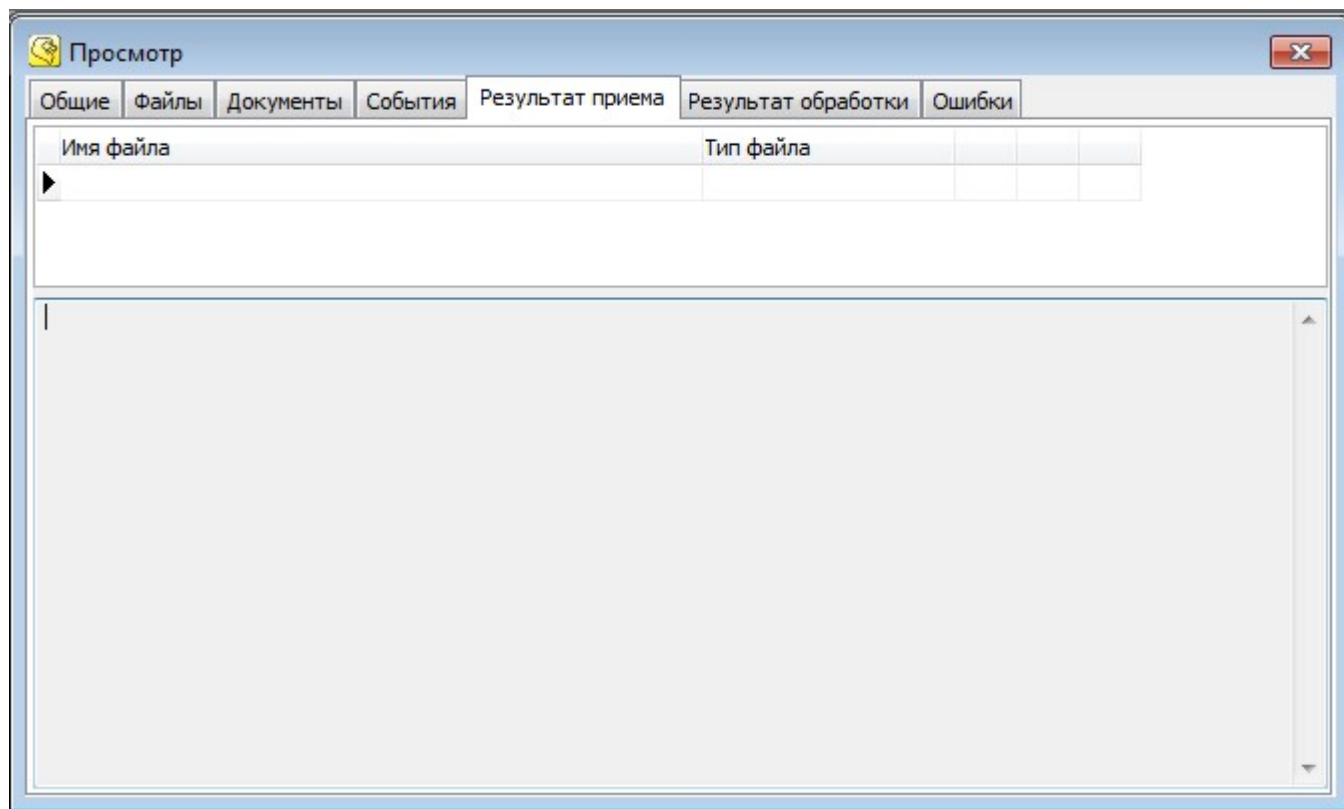 Просмотр
Общие Файлы Документы События Результат приема Результат обработки Ошибки
Имя файла Тип файла